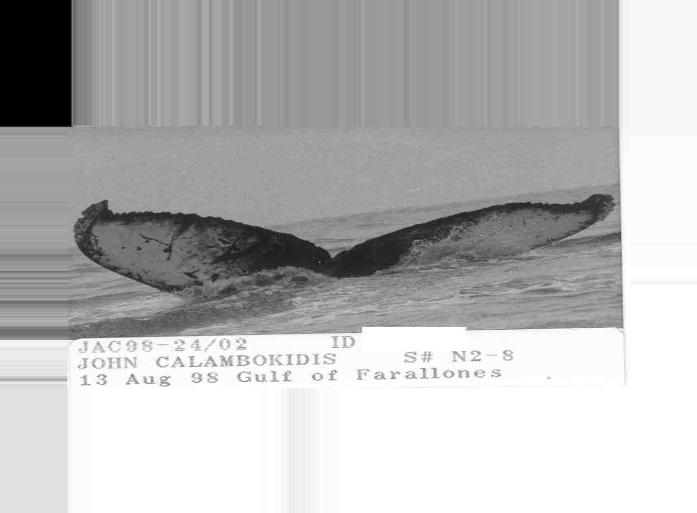 JAC98-24/02 ID
JOHN CALAMBOKIDIS S# N2-8
13 Aug 98 Gulf of Farallones